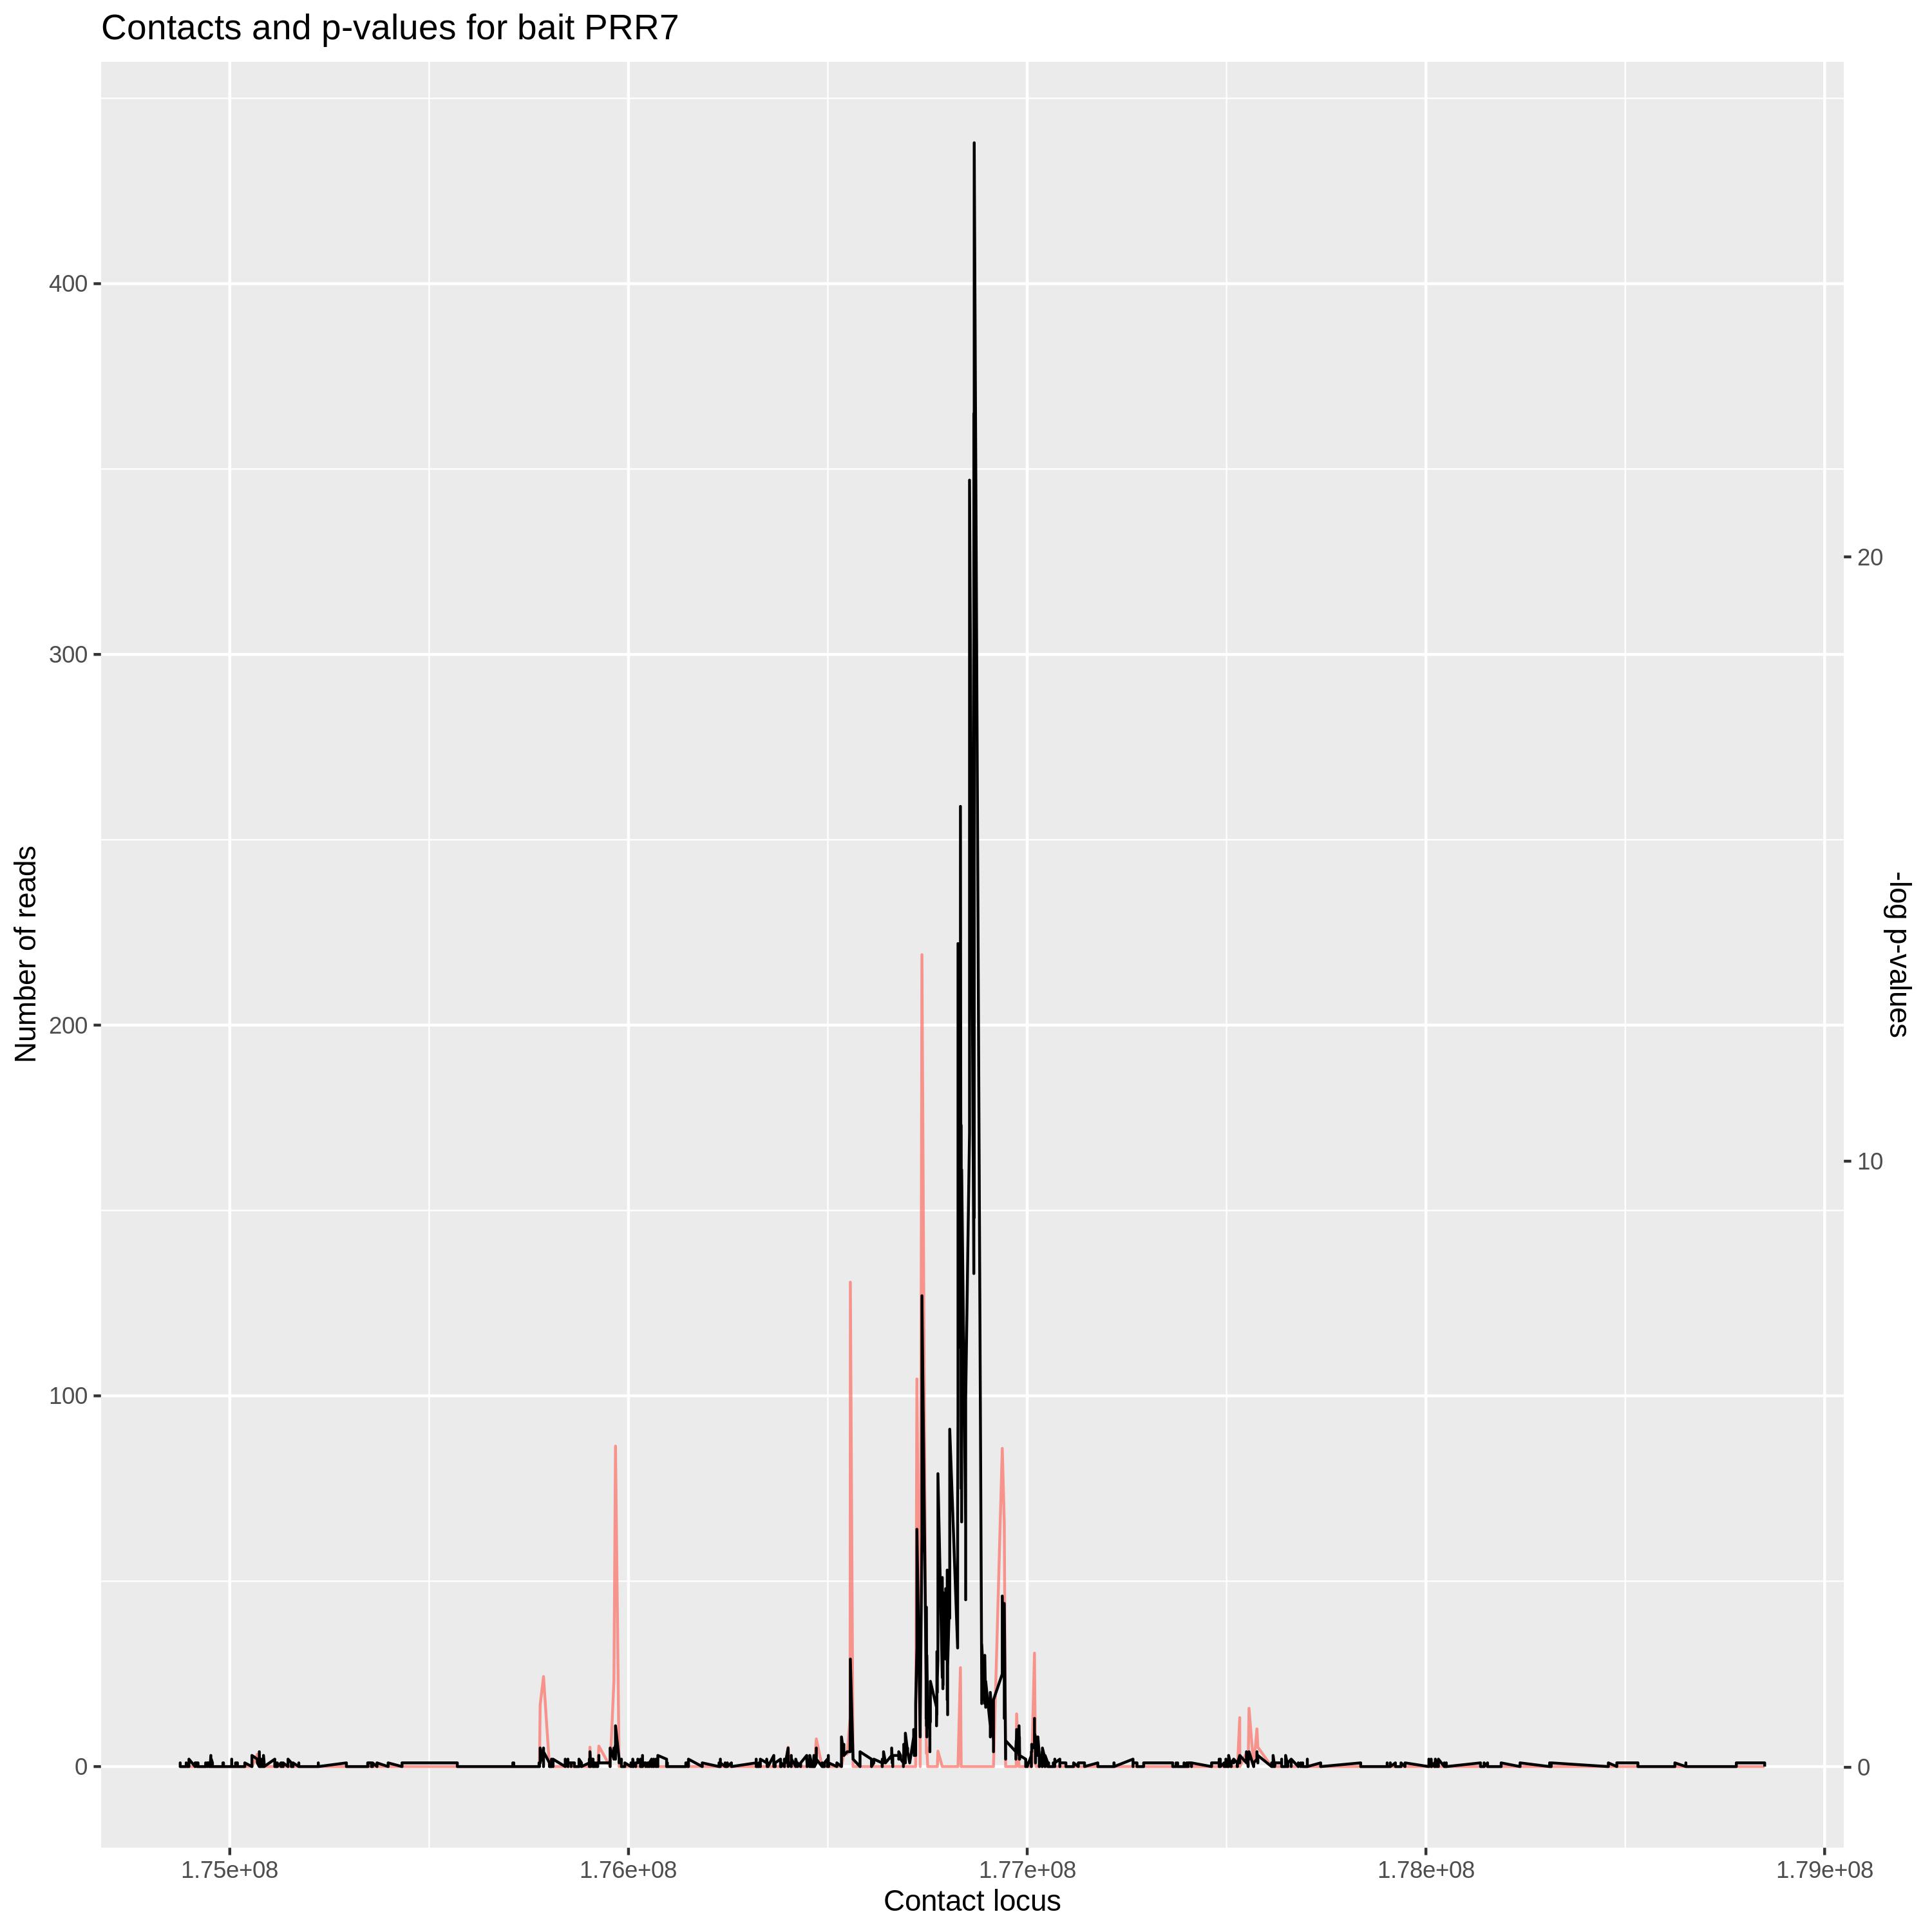 Contacts and p-values for bait PRR7
400
300
200
100
0
Number of reads
20
10
0
-log p-values
1.75e+08
1.76e+08
1.77e+08
1.78e+08
1.79e+08
Contact locus